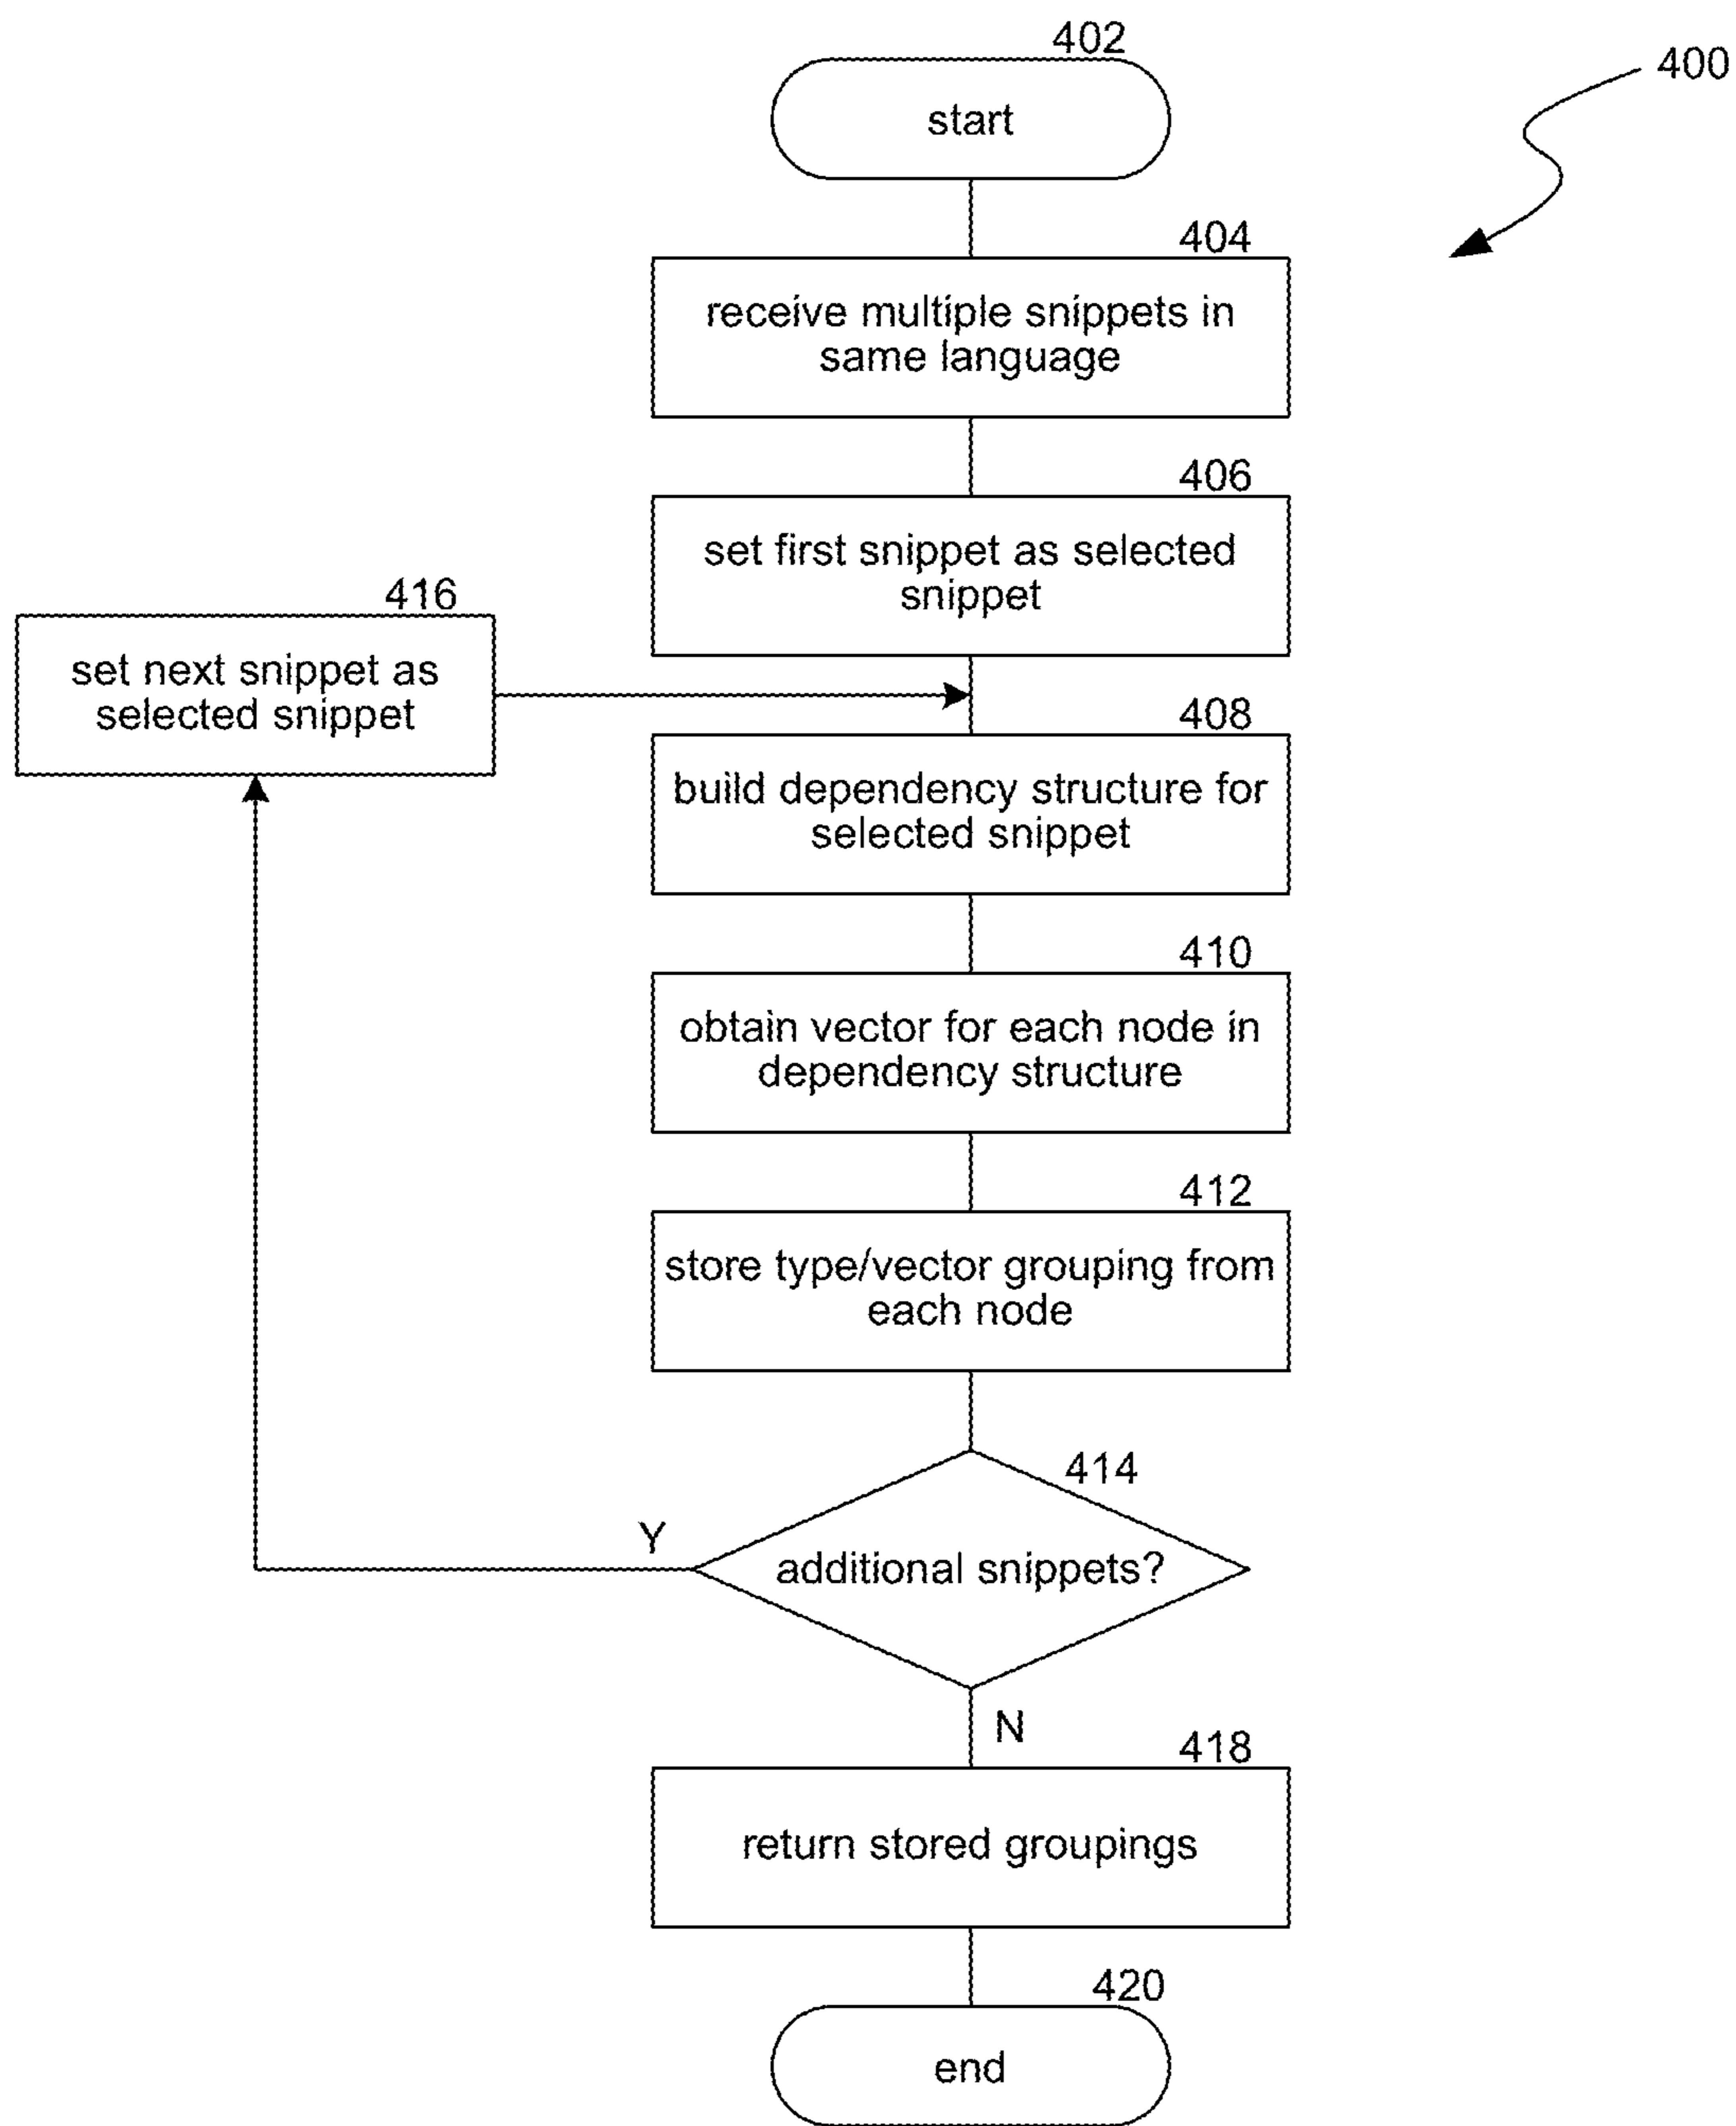 402
400
start
404
receive multiple snippets in
same language
406
set first snippet as selected
snippet
416
set next snippet as
selected snippet
408
build dependency structure for
selected snippet
410
obtain vector for each node in
dependency structure
412
store type/vector grouping from
each node
414
Y
additional snippets?
N
418
return stored groupings
420
end